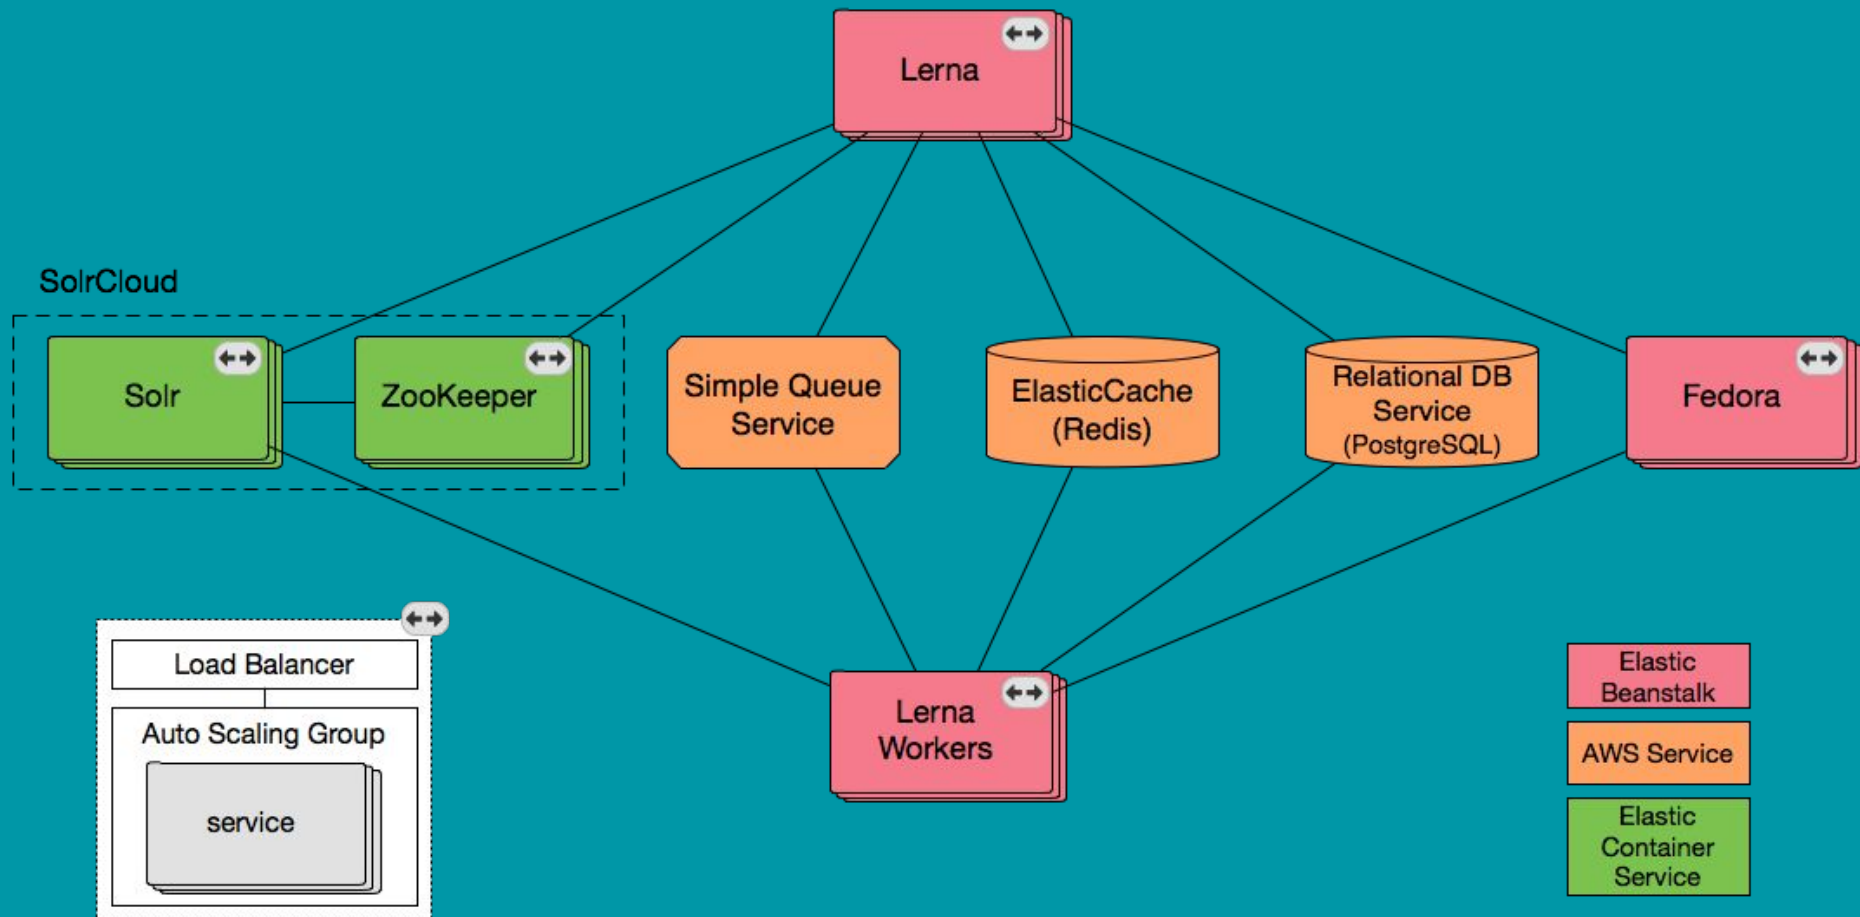 Lerna
SolrCloud
Solr
ZooKeeper
Simple Queue
Service
ElasticCache
(Redis)
Relational DB
Service
(PostgreSQL)
Fedora
Load Balancer
Auto Scaling Group
service
Lerna
Workers
Elastic
Beanstalk
AWS Service
Elastic
Container
Service